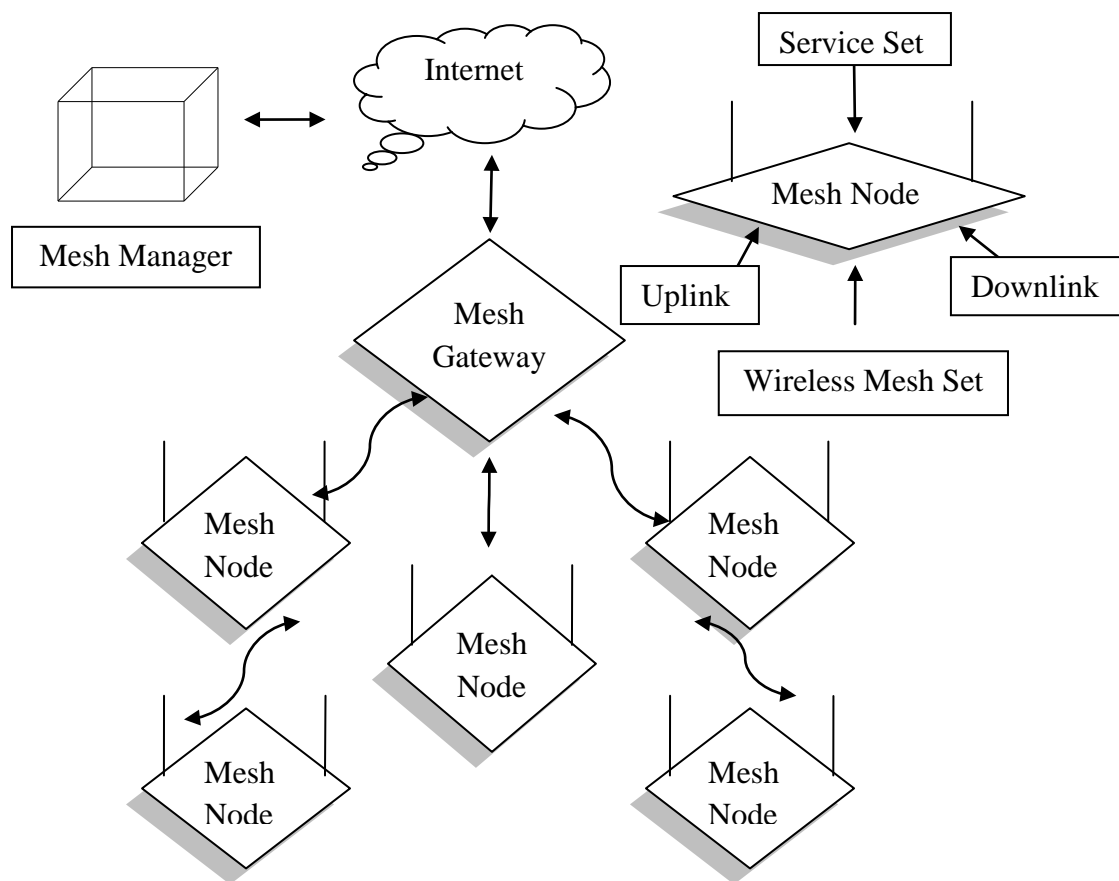 Service Set
Internet
Mesh Node
Mesh Manager
Uplink
Downlink
Mesh
Gateway
Wireless Mesh Set
Mesh
Node
Mesh
Node
Mesh
Node
Mesh
Node
Mesh
Node